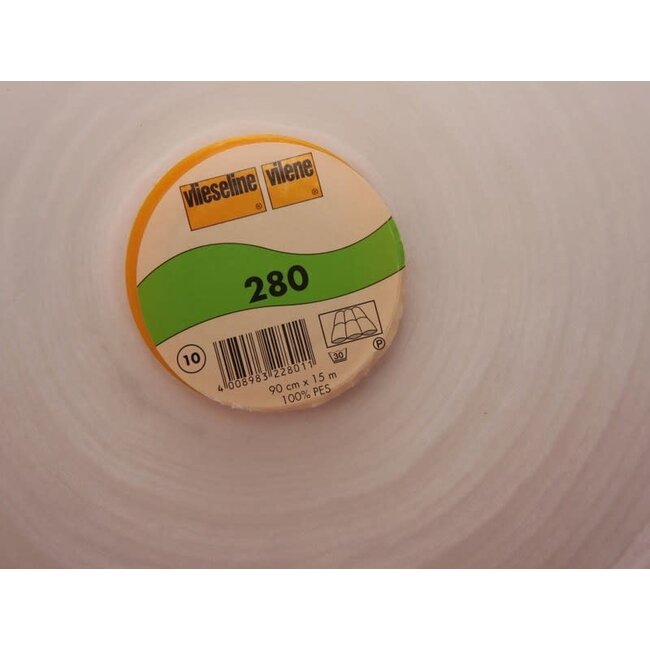 vlieseline ® vilene ®
280
10
4 008983 228011
30
P
90 cm x 15 m
100% PES